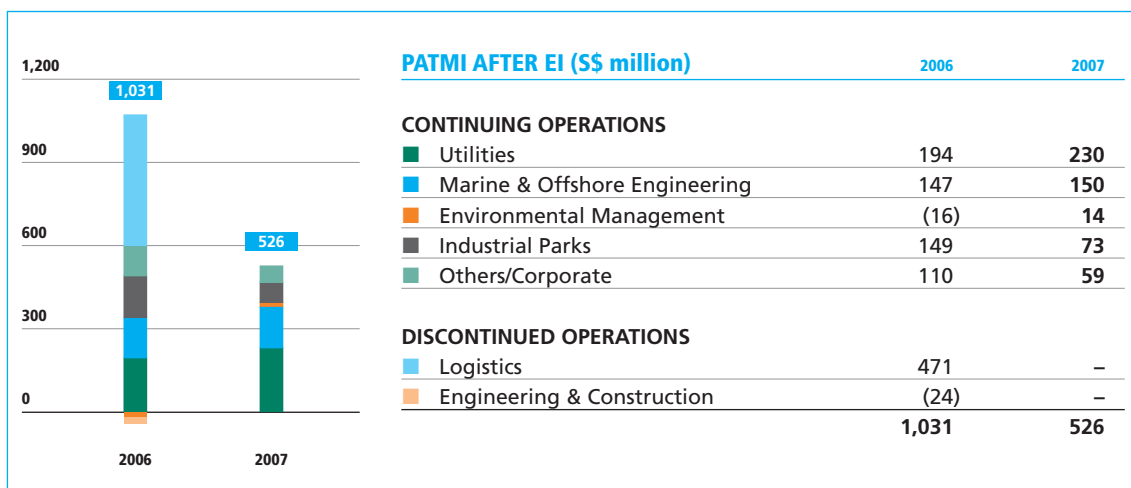 1,200
1,031
900
600
526
300
0
2006 2007
PATMI AFTER EI (S$ million) 2006 2007
CONTINUING OPERATIONS
Utilities 194 230
Marine & Offshore Engineering 147 150
Environmental Management (16) 14
Industrial Parks 149 73
Others/Corporate 110 59
DISCONTINUED OPERATIONS
Logistics 471 –
Engineering & Construction (24) –
1,031 526